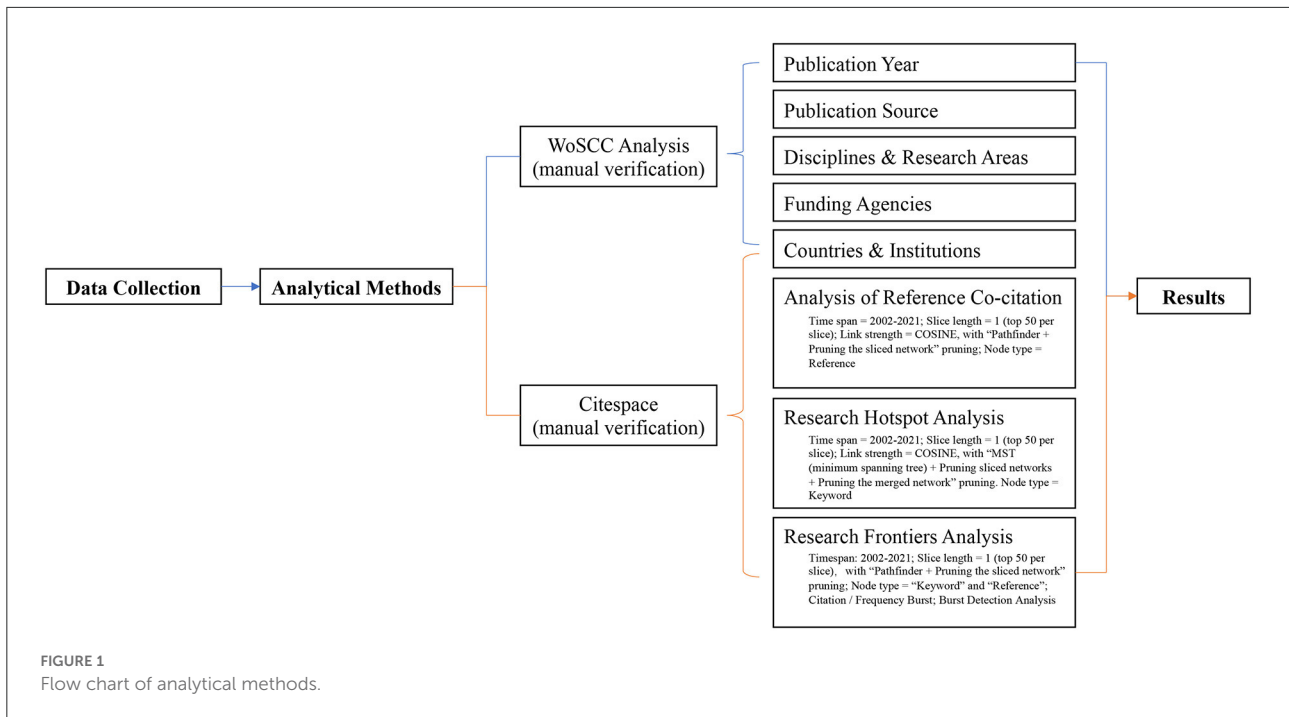 Data Collection
Analytical Methods
WoSCC Analysis
(manual verification)
Citespace
(manual verification)
Publication Year
Publication Source
Disciplines & Research Areas
Funding Agencies
Countries & Institutions
Analysis of Reference Co-citation
Time span = 2002-2021; Slice length = 1 (top 50 per
slice); Link strength = COSINE, with “Pathfinder +
Pruning the sliced network” pruning; Node type =
Reference
Research Hotspot Analysis
Time span = 2002-2021; Slice length = 1 (top 50 per
slice); Link strength = COSINE, with “MST
(minimum spanning tree) + Pruning sliced networks
+ Pruning the merged network” pruning. Node type =
Keyword
Research Frontiers Analysis
Timespan: 2002-2021; Slice length = 1 (top 50 per
slice),  with “Pathfinder + Pruning the sliced network”
pruning; Node type = “Keyword” and “Reference”;
Citation / Frequency Burst; Burst Detection Analysis
Results
FIGURE 1
Flow chart of analytical methods.